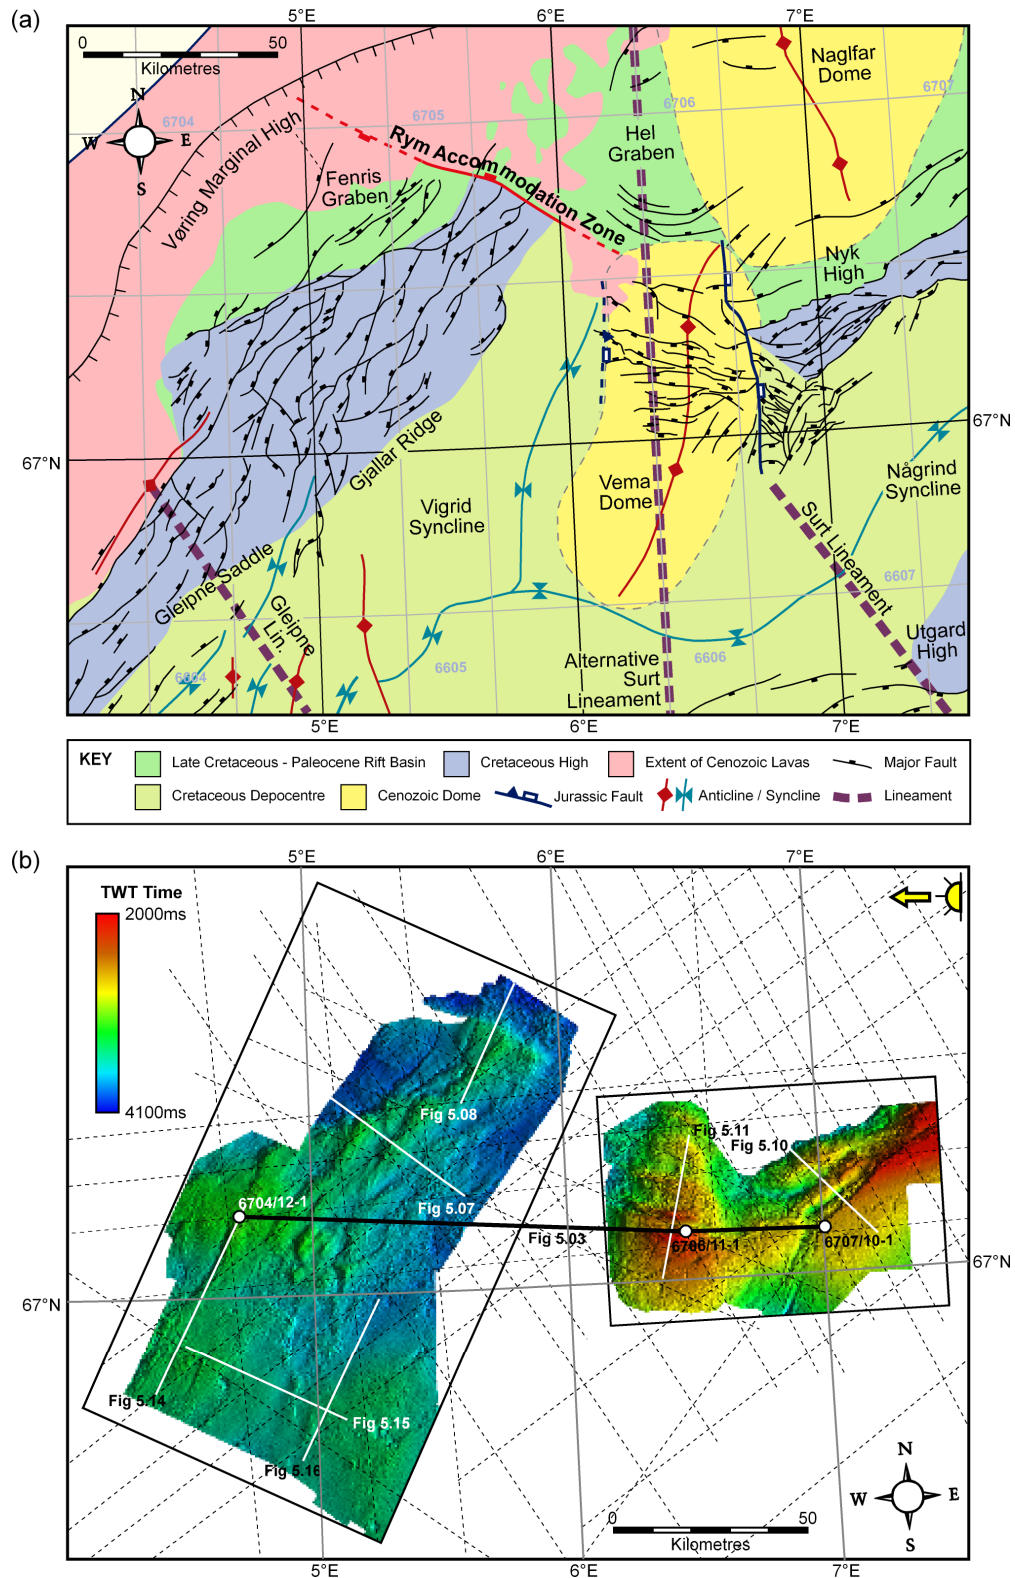 (a)
5°E
6°E
7°E
0
50
Kilometres
N
W
E
S
6704
6705
6706
6707
Naglfar
Dome
Hel
Graben
Rym Accommodation Zone
Vøring Marginal High
Fenris
Graben
Nyk
High
67°N
67°N
Gjallar Ridge
Vigrid
Syncline
Vema
Dome
Någrind
Syncline
Surt Lineament
Gleipne Saddle
Gleipne
Lin.
6604
6605
6606
6607
Alternative
Surt
Lineament
Utgard
High
5°E
6°E
7°E
KEY
Late Cretaceous - Paleocene Rift Basin
Cretaceous High
Extent of Cenozoic Lavas
Major Fault
Cretaceous Depocentre
Cenozoic Dome
Jurassic Fault
Anticline / Syncline
Lineament
(b)
5°E
6°E
7°E
TWT Time
2000ms
4100ms
Fig 5.08
Fig 5.11
Fig 5.10
6704/12-1
Fig 5.07
Fig 5.03
6706/11-1
6707/10-1
67°N
67°N
Fig 5.14
Fig 5.15
Fig 5.16
N
W
E
S
0
50
Kilometres
5°E
6°E
7°E